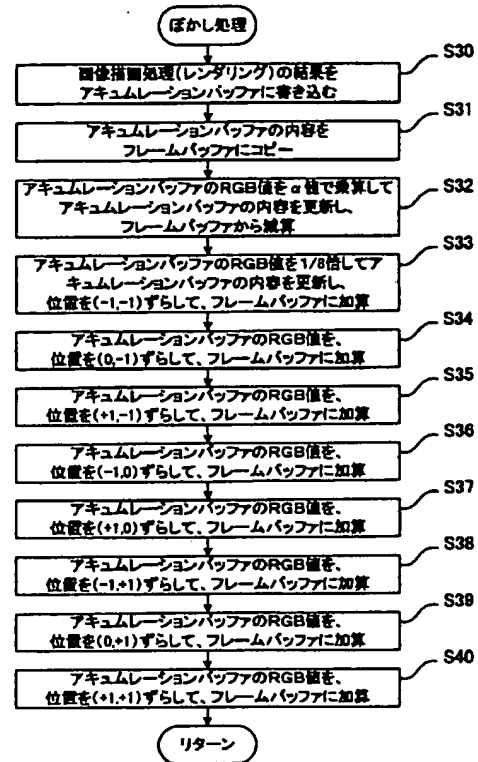 ぼかし処理
S30
画像描画処理(レンダリング)の結果を
アキュムレーションバッファに書き込む
S31
アキュムレーションバッファの内容を
フレームバッファにコピー
S32
アキュムレーションバッファのRGB値をα値で乗算して
アキュムレーションバッファの内容を更新し、
フレームバッファから減算
S33
アキュムレーションバッファのRGB値を1/8倍してア
キュムレーションバッファの内容を更新し、
位置を(-1,-1)ずらして、フレームバッファに加算
S34
アキュムレーションバッファのRGB値を、
位置を(0,-1)ずらして、フレームバッファに加算
S35
アキュムレーションバッファのRGB値を、
位置を(+1,-1)ずらして、フレームバッファに加算
S36
アキュムレーションバッファのRGB値を、
位置を(-1,0)ずらして、フレームバッファに加算
S37
アキュムレーションバッファのRGB値を、
位置を(+1,0)ずらして、フレームバッファに加算
S38
アキュムレーションバッファのRGB値を、
位置を(-1,+1)ずらして、フレームバッファに加算
S39
アキュムレーションバッファのRGB値を、
位置を(0,+1)ずらして、フレームバッファに加算
S40
アキュムレーションバッファのRGB値を、
位置を(+1,+1)ずらして、フレームバッファに加算
リターン